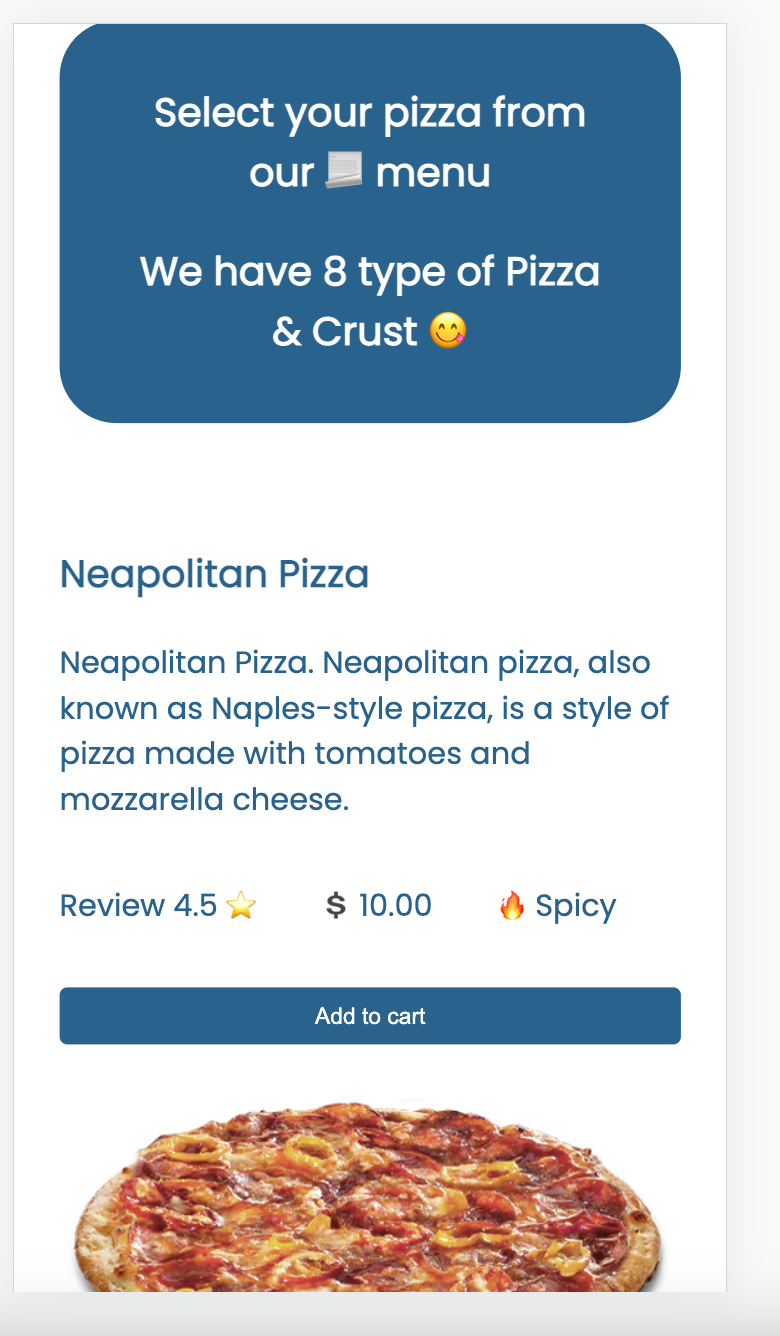 Select your pizza from
our 📃 menu
We have 8 type of Pizza
& Crust 😋
Neapolitan Pizza
Neapolitan Pizza. Neapolitan pizza, also
known as Naples-style pizza, is a style of
pizza made with tomatoes and
mozzarella cheese.
Review 4.5 ⭐ 💲 10.00 🔥 Spicy
Add to cart